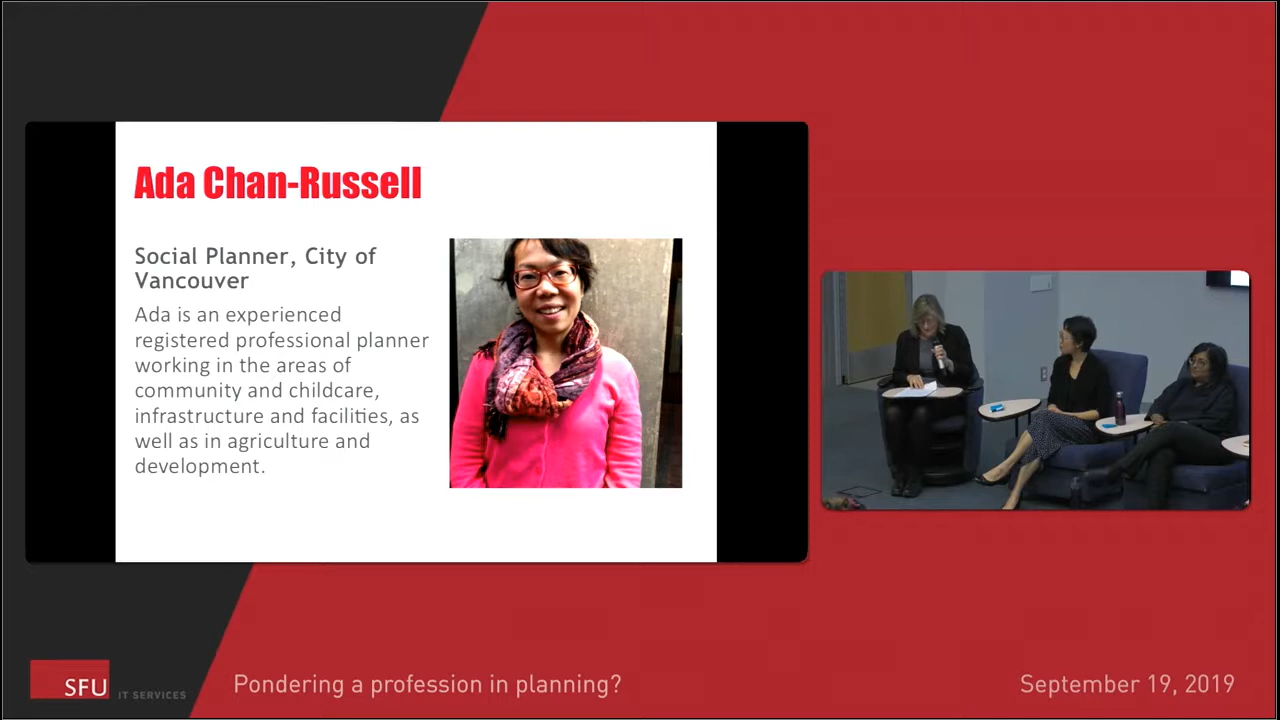 Ada Chan-Russell
Social Planner, City of
Vancouver
Ada is an experienced
registered professional planner
working in the areas of
community and childcare,
infrastructure and facilities, as
well as in agriculture and
development.
SFU IT SERVICES
Pondering a profession in planning?
September 19, 2019